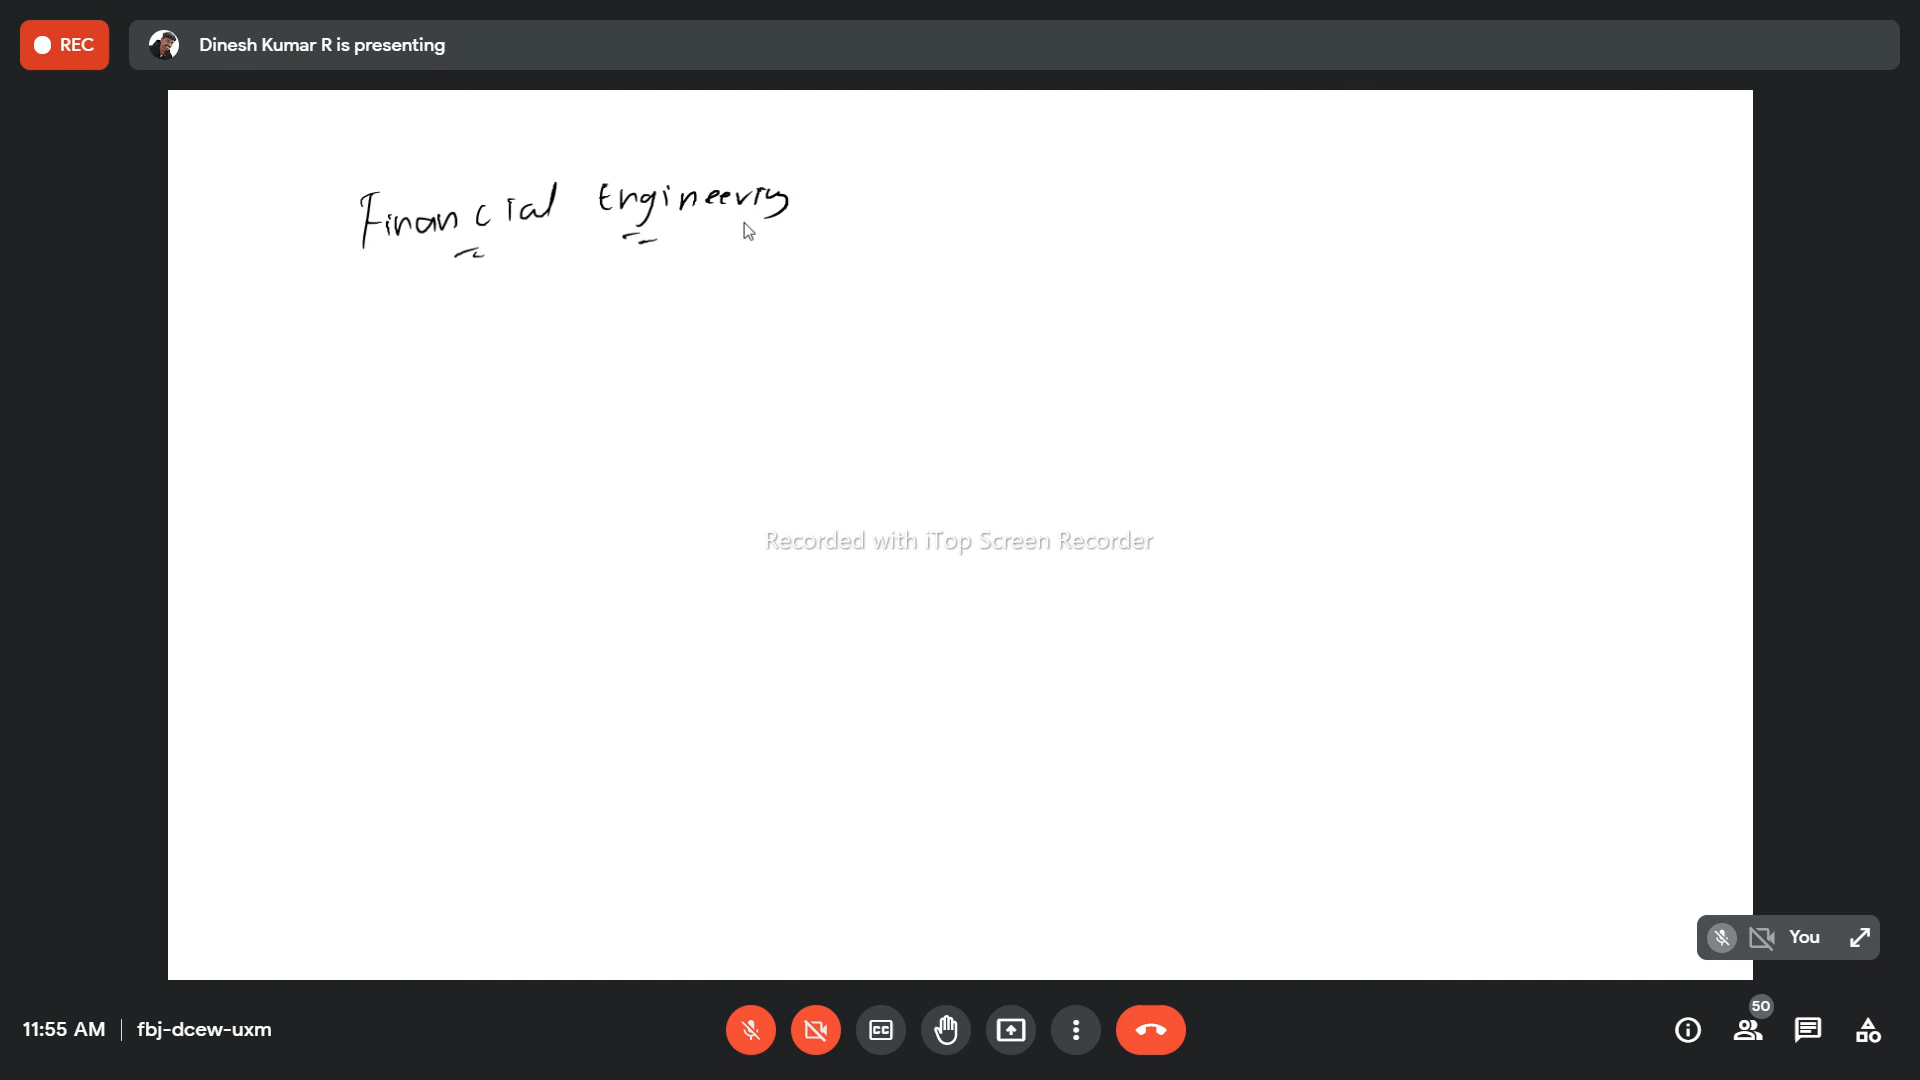 REC
Dinesh Kumar R is presenting
Financial Engineering
Recorded with iTop Screen Recorder
You
50
11:55 AM | fbj-dcew-uxm
CC